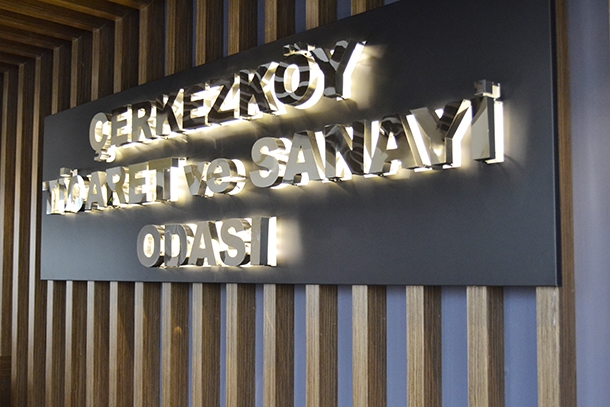 ÇERKEZKÖY
TİCARET ve SANAYİ
ODASI